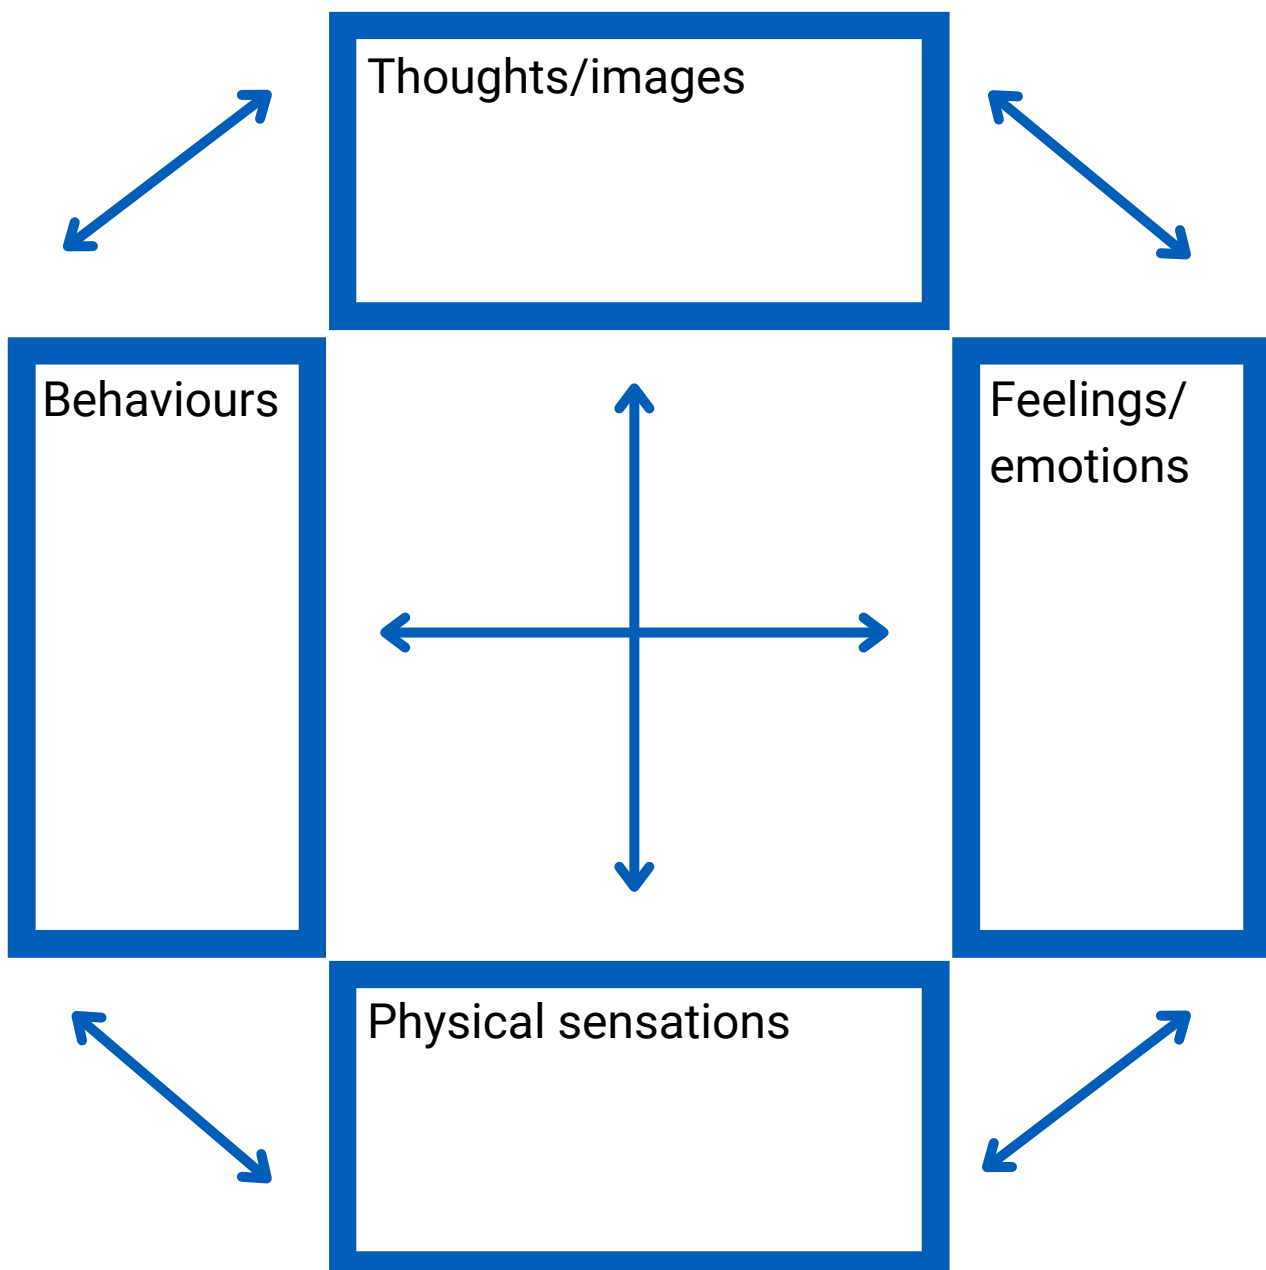 Thoughts/images
Behaviours
Feelings/
emotions
Physical sensations